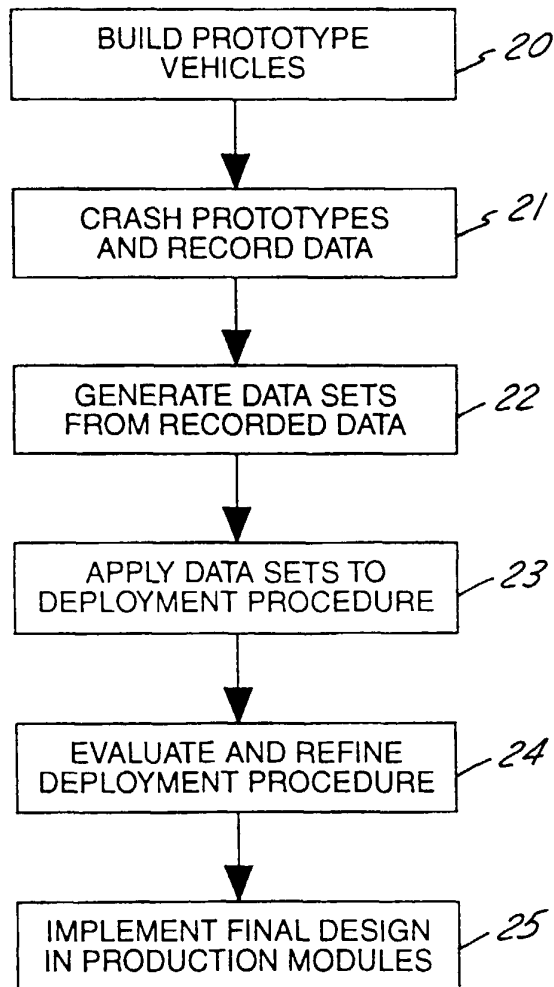 BUILD PROTOTYPE
VEHICLES
20
CRASH PROTOTYPES
AND RECORD DATA
21
GENERATE DATA SETS
FROM RECORDED DATA
22
APPLY DATA SETS TO
DEPLOYMENT PROCEDURE
23
EVALUATE AND REFINE
DEPLOYMENT PROCEDURE
24
IMPLEMENT FINAL DESIGN
IN PRODUCTION MODULES
25